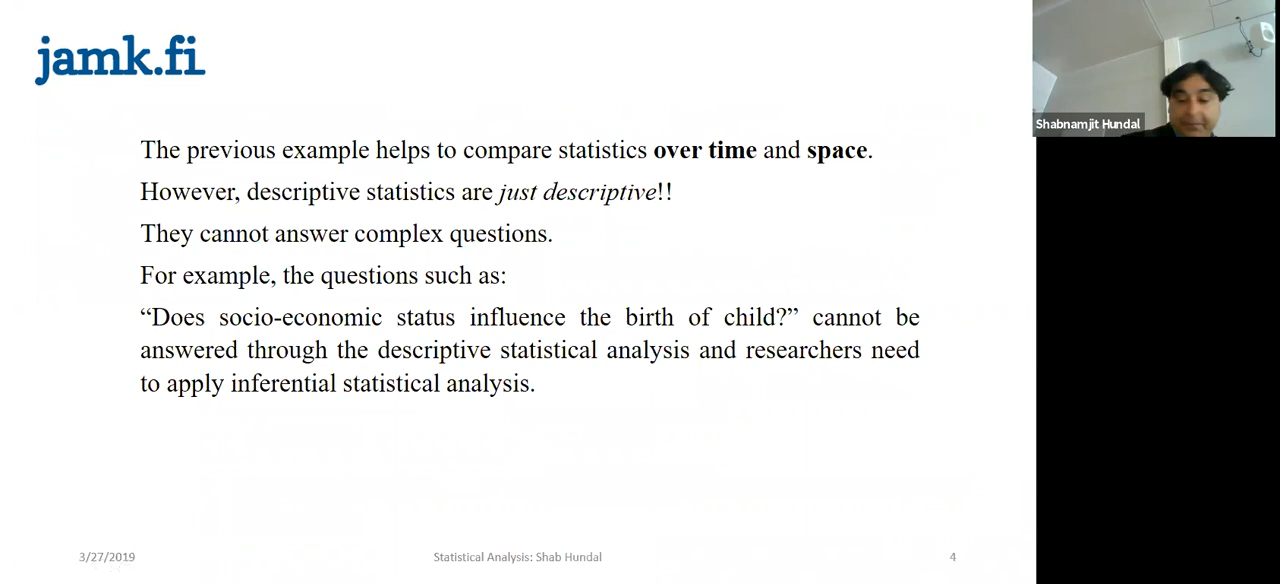 jamk.fi
Shabnamjit Hundal
The previous example helps to compare statistics over time and space.
However, descriptive statistics are just descriptive!!
They cannot answer complex questions.
For example, the questions such as:
“Does socio-economic status influence the birth of child?” cannot be
answered through the descriptive statistical analysis and researchers need
to apply inferential statistical analysis.
3/27/2019
Statistical Analysis: Shab Hundal
4